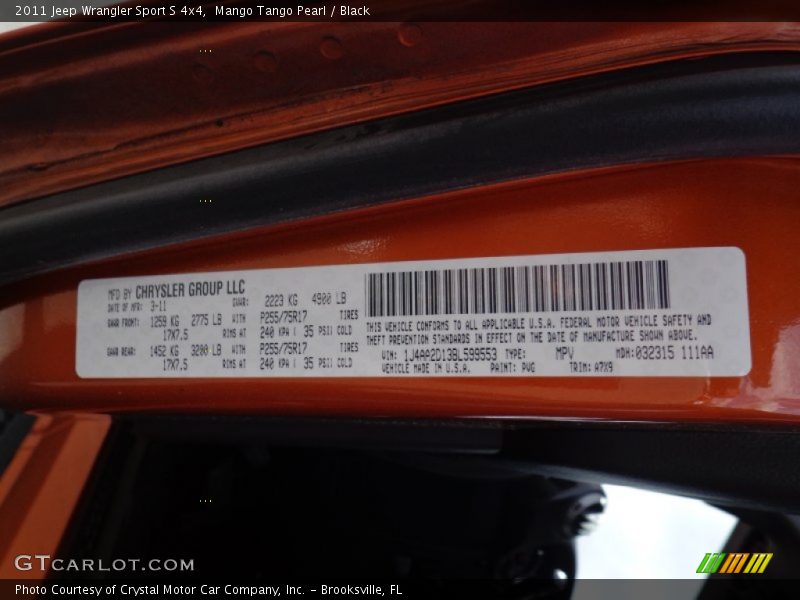 2011 Jeep Wrangler Sport S 4x4, Mango Tango Pearl / Black
MFD BY CHRYSLER GROUP LLC
DATE OF MFR: 3-11 GVWR: 2223 KG 4900 LB
GAWR FRONT: 1259 KG 2775 LB WITH P255/75R17 TIRES
17X7.5 RIMS AT 240 KPA ( 35 PSI) COLD
GAWR REAR: 1452 KG 3200 LB WITH P255/75R17 TIRES
17X7.5 RIMS AT 240 KPA ( 35 PSI) COLD
THIS VEHICLE CONFORMS TO ALL APPLICABLE U.S.A. FEDERAL MOTOR VEHICLE SAFETY AND
THEFT PREVENTION STANDARDS IN EFFECT ON THE DATE OF MANUFACTURE SHOWN ABOVE.
VIN: 1J4AA2D13BL599553 TYPE: MPV MDH:032315 111AA
VEHICLE MADE IN U.S.A. PAINT: PVG TRIM: A7X9
GTCARLOT.COM
Photo Courtesy of Crystal Motor Car Company, Inc. – Brooksville, FL